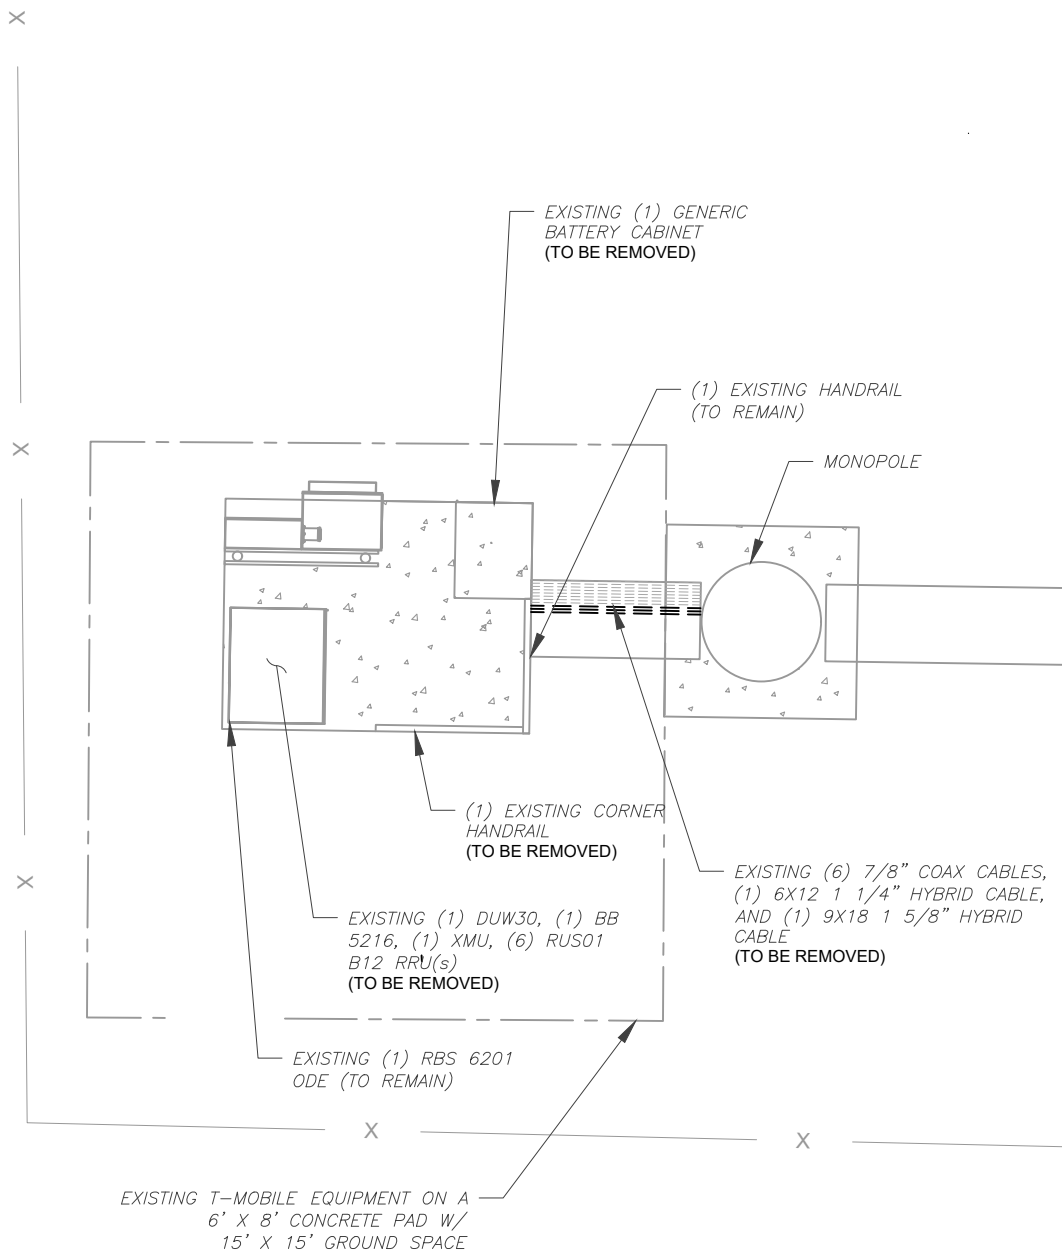 X
EXISTING (1) GENERIC
BATTERY CABINET
(TO BE REMOVED)
(1) EXISTING HANDRAIL
(TO REMAIN)
X
MONOPOLE
(1) EXISTING CORNER
HANDRAIL
(TO BE REMOVED)
X
EXISTING (6) 7/8" COAX CABLES,
(1) 6X12 1 1/4" HYBRID CABLE,
AND (1) 9X18 1 5/8" HYBRID
CABLE
(TO BE REMOVED)
EXISTING (1) DUW30, (1) BB
5216, (1) XMU, (6) RUS01
B12 RRU(s)
(TO BE REMOVED)
EXISTING (1) RBS 6201
ODE (TO REMAIN)
X
X
EXISTING T-MOBILE EQUIPMENT ON A
6' X 8' CONCRETE PAD W/
15' X 15' GROUND SPACE